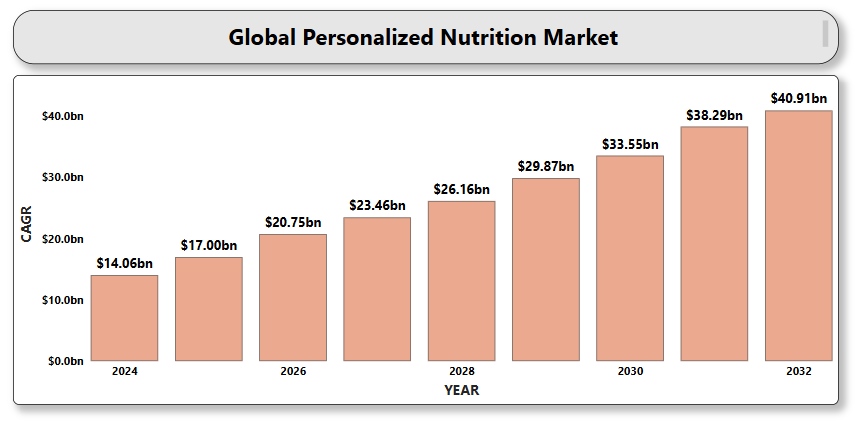 Global Personalized Nutrition Market
$40.91bn
$38.29bn
$40.0bn
$33.55bn
$30.0bn
$29.87bn
$26.16bn
$23.46bn
$20.75bn
$20.0bn
$17.00bn
$14.06bn
CAGR
$10.0bn
$0.0bn
2024 2026 2028 2030 2032
YEAR